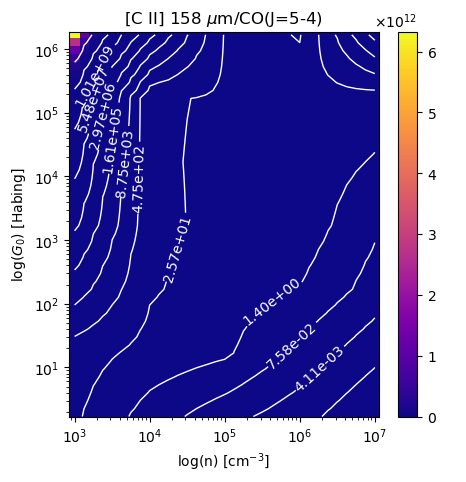 [C II] 158 μm/CO(J=5-4)
×10¹²
log(G₀) [Habing]
10⁶
10⁵
10⁴
10³
10²
10¹
1.01e+09
5.48e+07
2.97e+06
1.61e+05
8.75e+03
4.75e+02
2.57e+01
1.40e+00
7.58e-02
4.11e-03
6
5
4
3
2
1
0
10³ 10⁴ 10⁵ 10⁶ 10⁷
log(n) [cm⁻³]